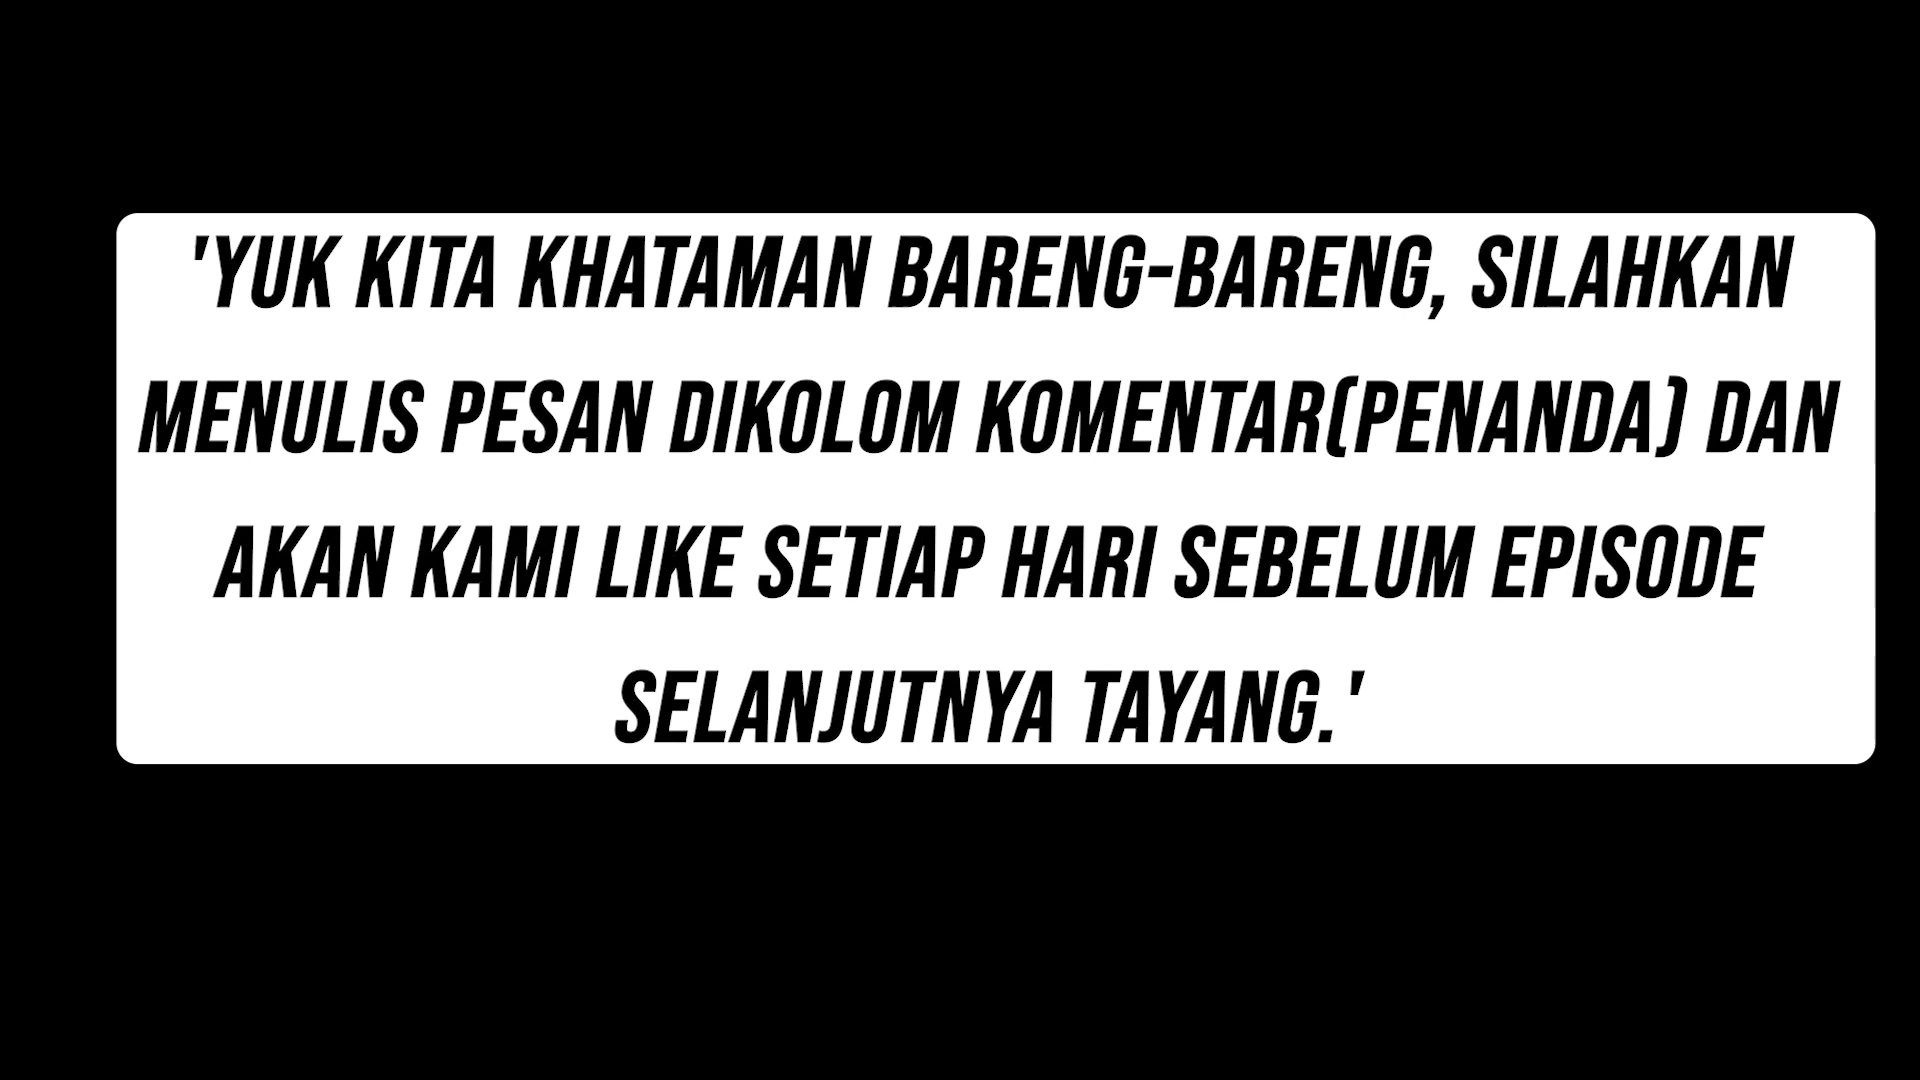 'YUK KITA KHATAMAN BARENG-BARENG, SILAHKAN
MENULIS PESAN DIKOLOM KOMENTAR(PENANDA) DAN
AKAN KAMI LIKE SETIAP HARI SEBELUM EPISODE
SELANJUTNYA TAYANG.'